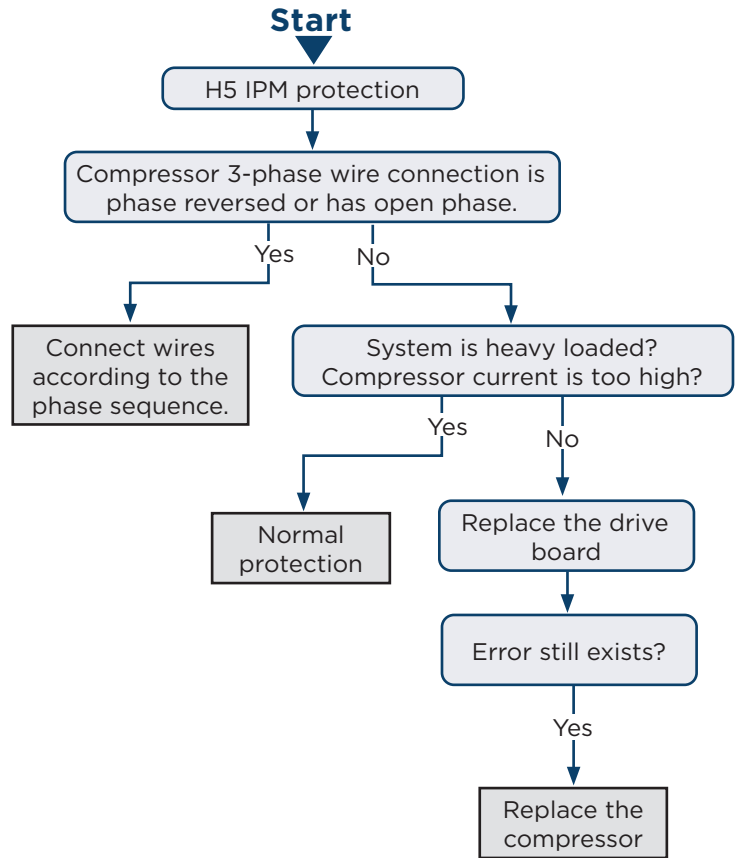 Start
H5 IPM protection
Compressor 3-phase wire connection is
phase reversed or has open phase.
Yes
No
Connect wires
according to the
phase sequence.
System is heavy loaded?
Compressor current is too high?
Yes
No
Normal
protection
Replace the drive
board
Error still exists?
Yes
Replace the
compressor